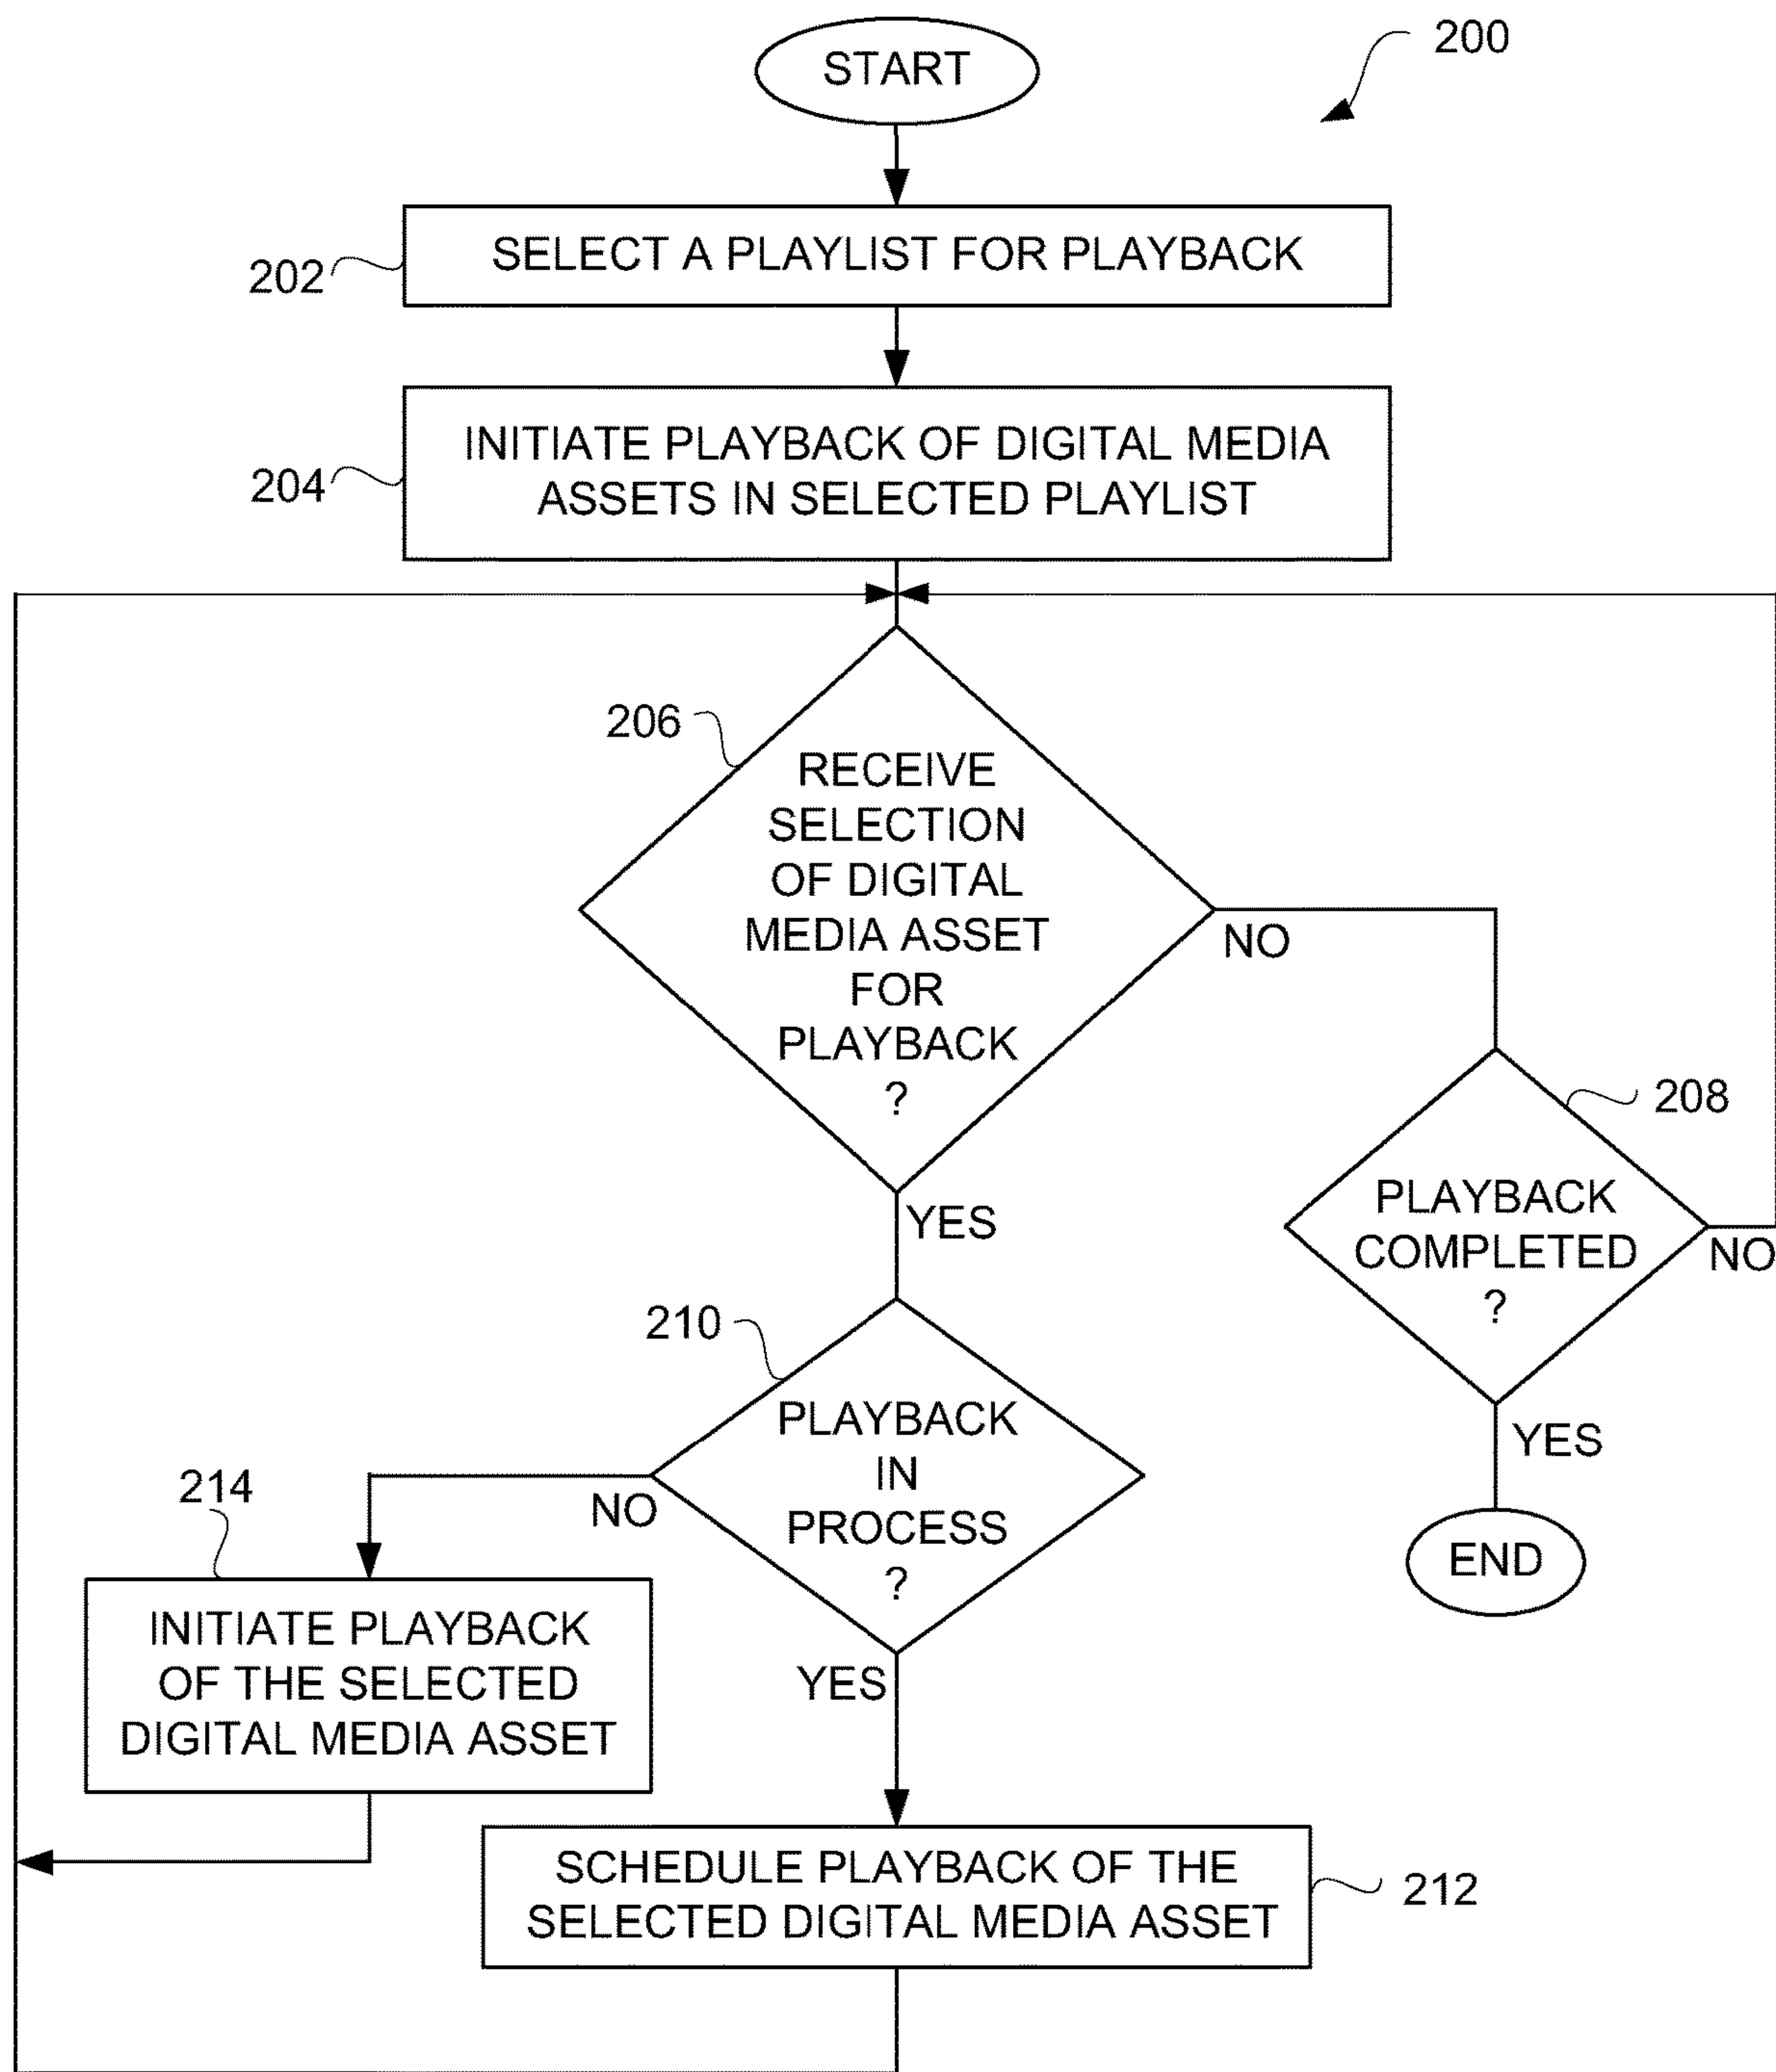 START
200
SELECT A PLAYLIST FOR PLAYBACK
202
INITIATE PLAYBACK OF DIGITAL MEDIA
ASSETS IN SELECTED PLAYLIST
204
206
RECEIVE
SELECTION
OF DIGITAL
MEDIA ASSET
FOR
PLAYBACK
?
NO
YES
208
PLAYBACK
COMPLETED
?
NO
YES
END
210
PLAYBACK
IN
PROCESS
?
NO
YES
214
INITIATE PLAYBACK
OF THE SELECTED
DIGITAL MEDIA ASSET
SCHEDULE PLAYBACK OF THE
SELECTED DIGITAL MEDIA ASSET
212